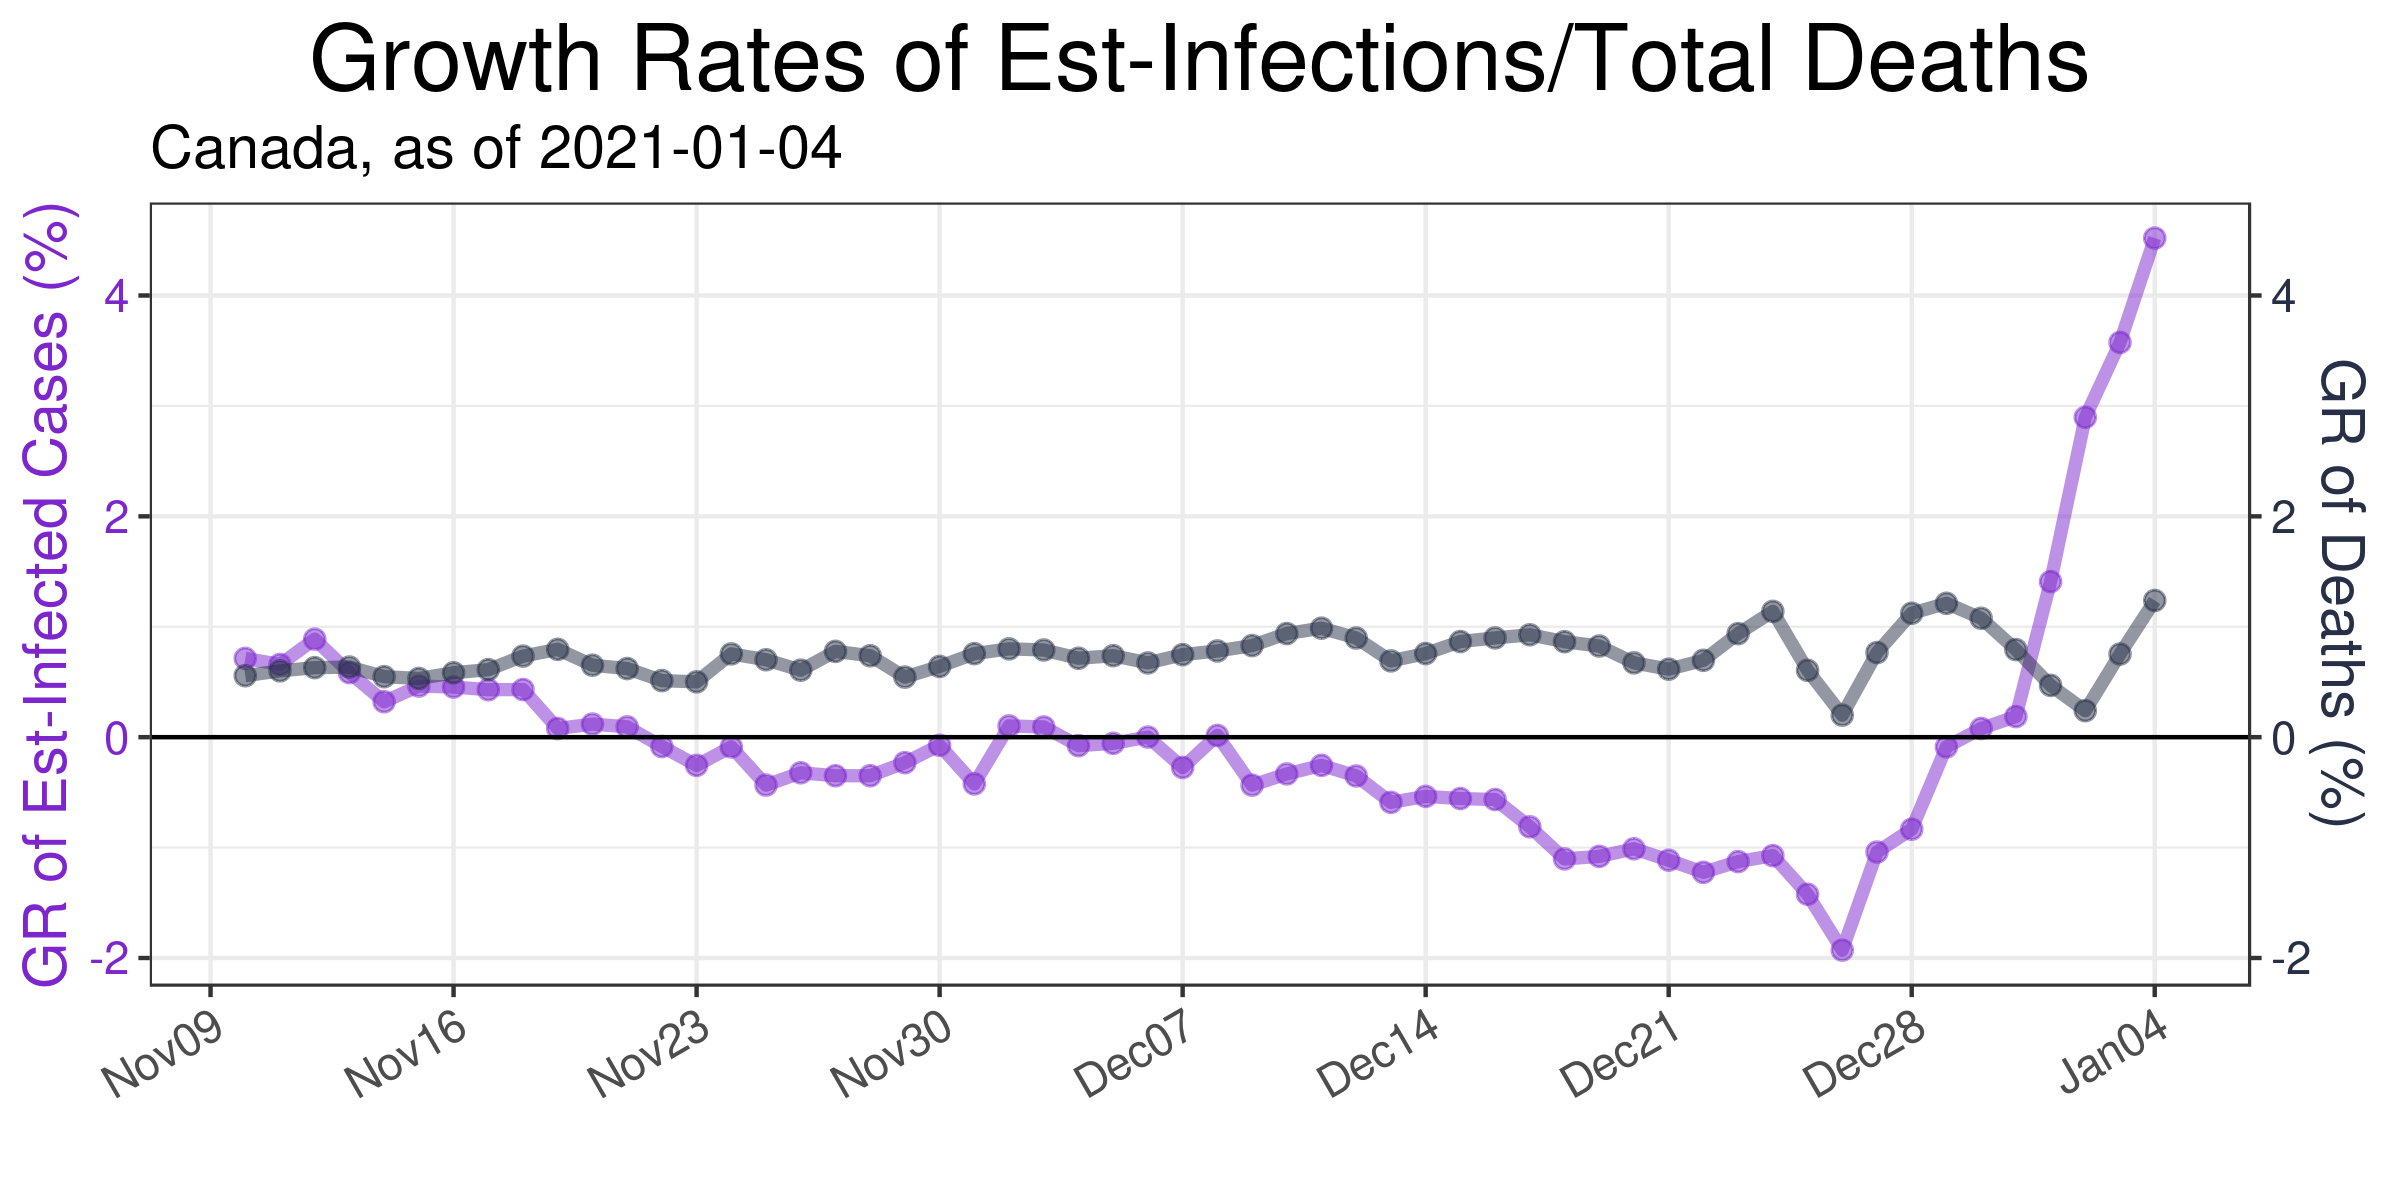 Growth Rates of Est-Infections/Total Deaths
Canada, as of 2021-01-04
GR of Est-Infected Cases (%)
4
2
0
-2
4
2
0
-2
GR of Deaths (%)
Nov09
Nov16
Nov23
Nov30
Dec07
Dec14
Dec21
Dec28
Jan04